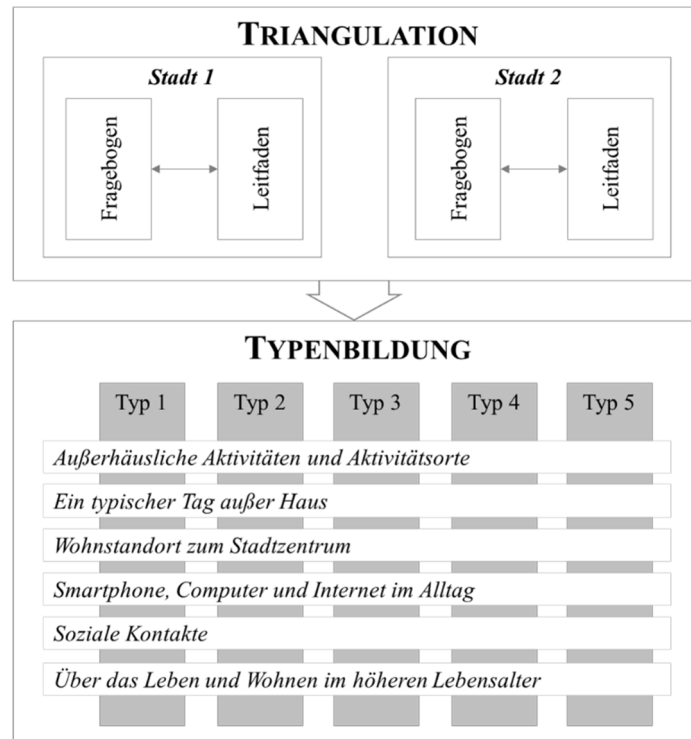 TRIANGULATION
Stadt 1
Fragebogen
Leitfaden
Stadt 2
Fragebogen
Leitfaden
TYPENBILDUNG
Typ 1 Typ 2 Typ 3 Typ 4 Typ 5
Außerhäusliche Aktivitäten und Aktivitätsorte
Ein typischer Tag außer Haus
Wohnstandort zum Stadtzentrum
Smartphone, Computer und Internet im Alltag
Soziale Kontakte
Über das Leben und Wohnen im höheren Lebensalter